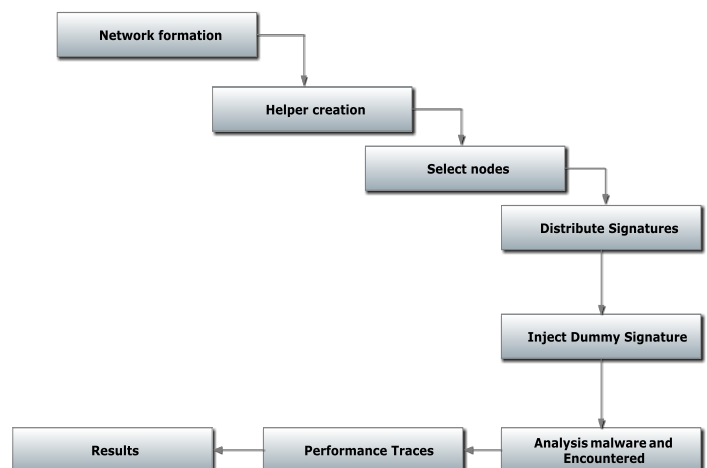 Network formation
Helper creation
Select nodes
Distribute Signatures
Inject Dummy Signature
Analysis malware and
Encountered
Performance Traces
Results